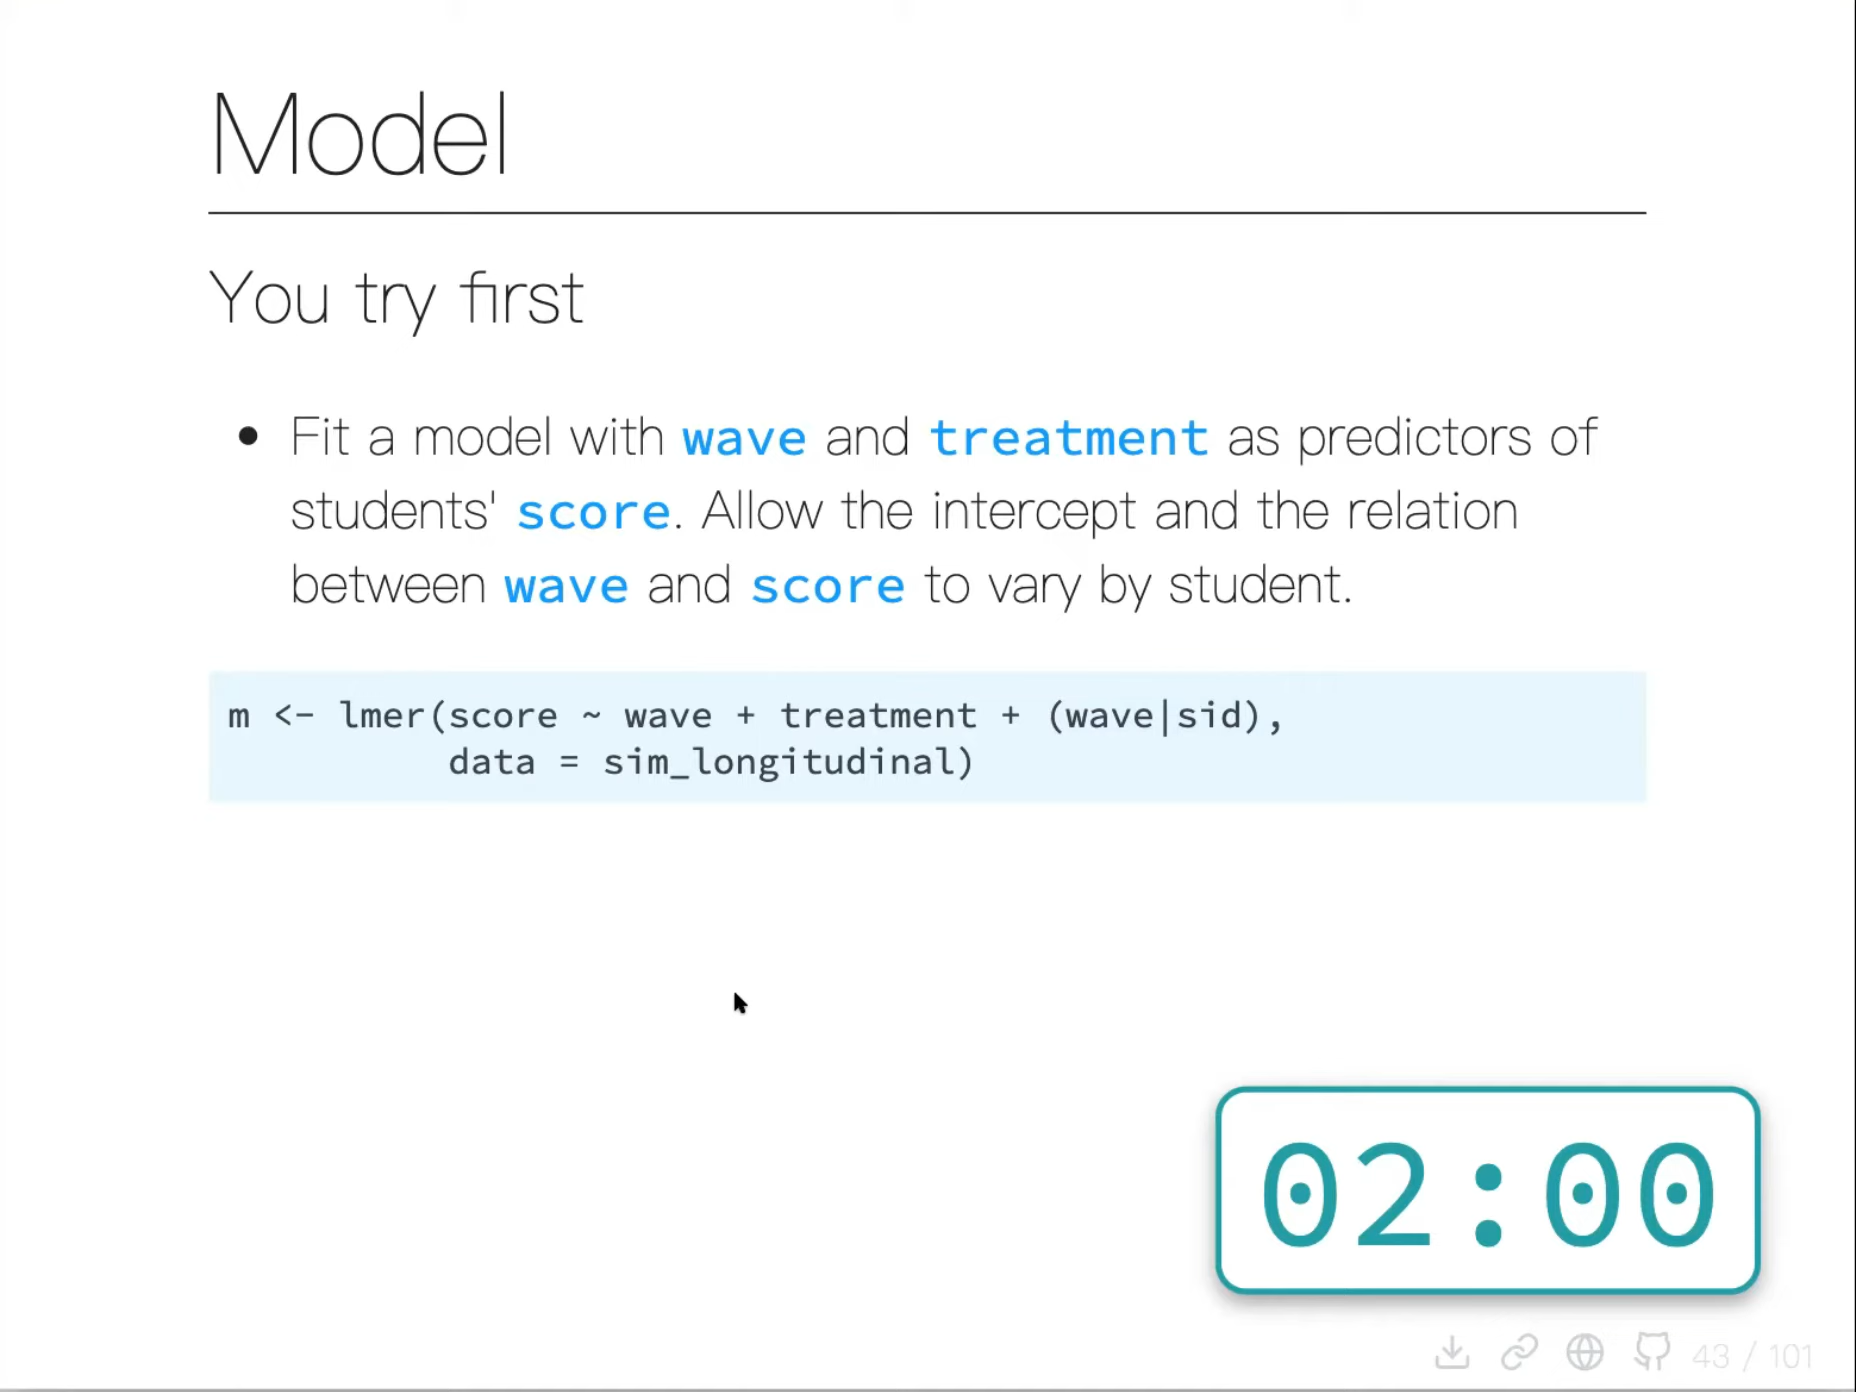 Model
You try first
• Fit a model with wave and treatment as predictors of
students' score. Allow the intercept and the relation
between wave and score to vary by student.
m <- lmer(score ~ wave + treatment + (wave|sid),
          data = sim_longitudinal)
02:00
43 / 101